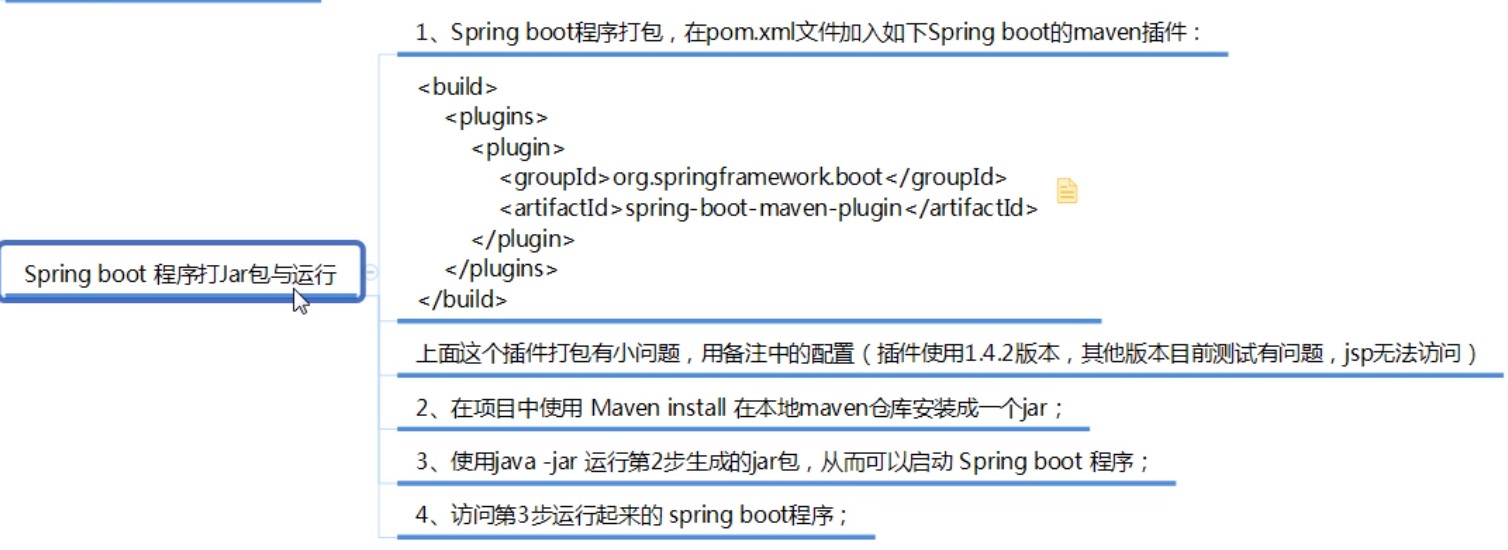 1、Spring boot程序打包，在pom.xml文件加入如下Spring boot的maven插件：
<build>
<plugins>
<plugin>
<groupId>org.springframework.boot</groupId>
<artifactId>spring-boot-maven-plugin</artifactId>
</plugin>
</plugins>
</build>
Spring boot 程序打Jar包与运行
上面这个插件打包有小问题，用备注中的配置（插件使用1.4.2版本，其他版本目前测试有问题，jsp无法访问）
2、在项目中使用 Maven install 在本地maven仓库安装成一个jar；
3、使用java -jar 运行第2步生成的jar包，从而可以启动 Spring boot 程序；
4、访问第3步运行起来的 spring boot程序；